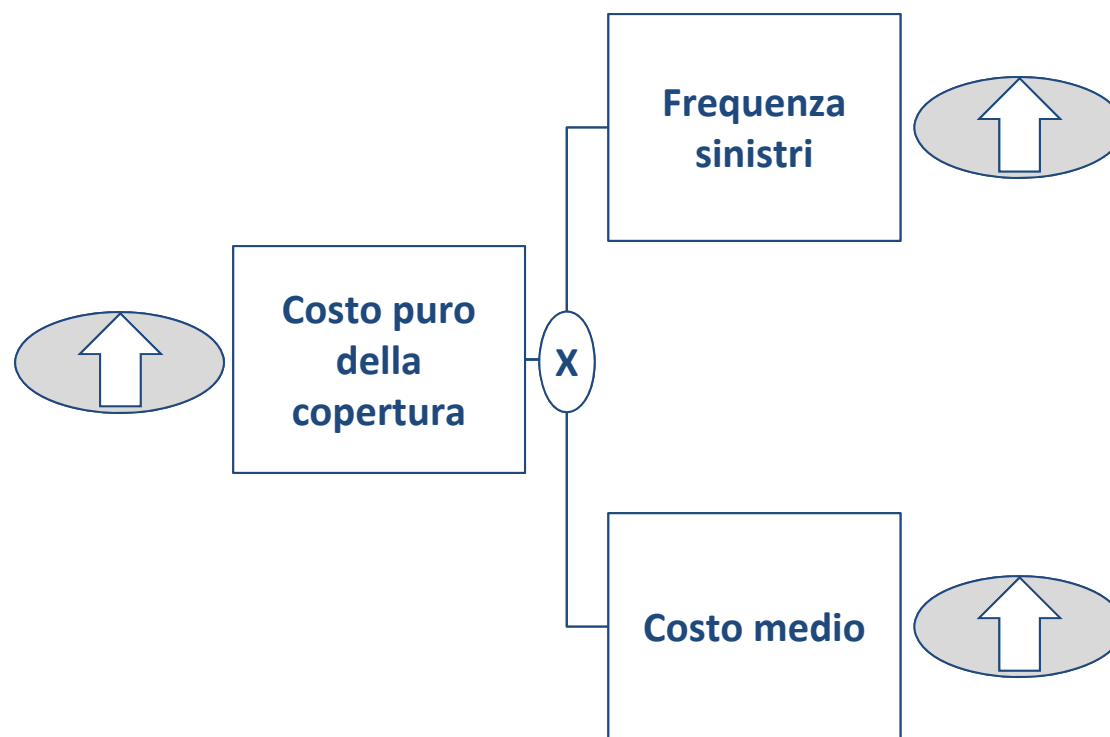 Frequenza
sinistri
Costo puro
della
copertura
X
Costo medio